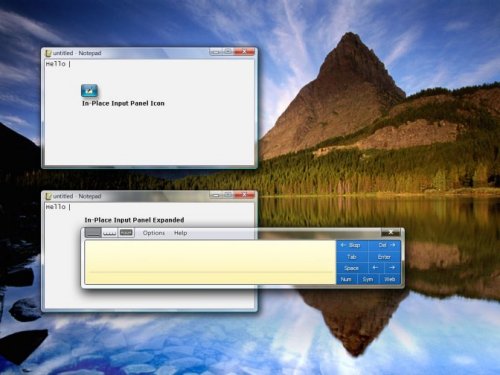 untitled - Notepad
Hello
In-Place Input Panel Icon
untitled - Notepad
Hello
In-Place Input Panel Expanded
Options Help
← Bksp Del →
Tab Enter
Space ← →
Num Sym Web